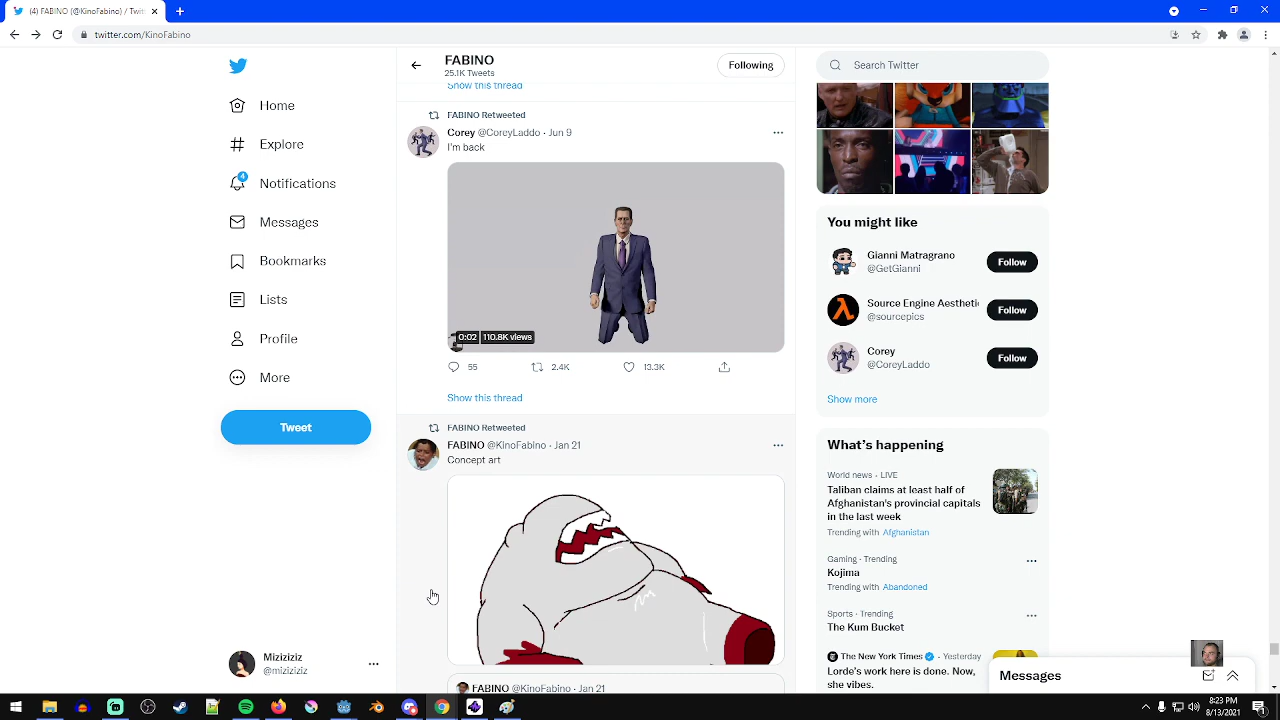 (4) FABINO (@KinoFabino) / Twit
twitter.com/KinoFabino
Home
Explore
4
Notifications
Messages
Bookmarks
Lists
Profile
More
Tweet
Miziziziz
@miziziziz
FABINO
25.1K Tweets
Following
Show this thread
FABINO Retweeted
Corey @CoreyLaddo · Jun 9
I'm back
0:02 110.8K views
55
2.4K
13.3K
Show this thread
FABINO Retweeted
FABINO @KinoFabino · Jan 21
Concept art
FABINO @KinoFabino · Jan 21
Search Twitter
You might like
Gianni Matragrano
@GetGianni
Follow
Source Engine Aestheti
@sourcepics
Follow
Corey
@CoreyLaddo
Follow
Show more
What's happening
World news · LIVE
Taliban claims at least half of
Afghanistan's provincial capitals
in the last week
Trending with Afghanistan
Gaming · Trending
Kojima
Trending with Abandoned
Sports · Trending
The Kum Bucket
The New York Times · Yesterday
Lorde's work here is done. Now,
she vibes.
Messages
8:23 PM
8/13/2021